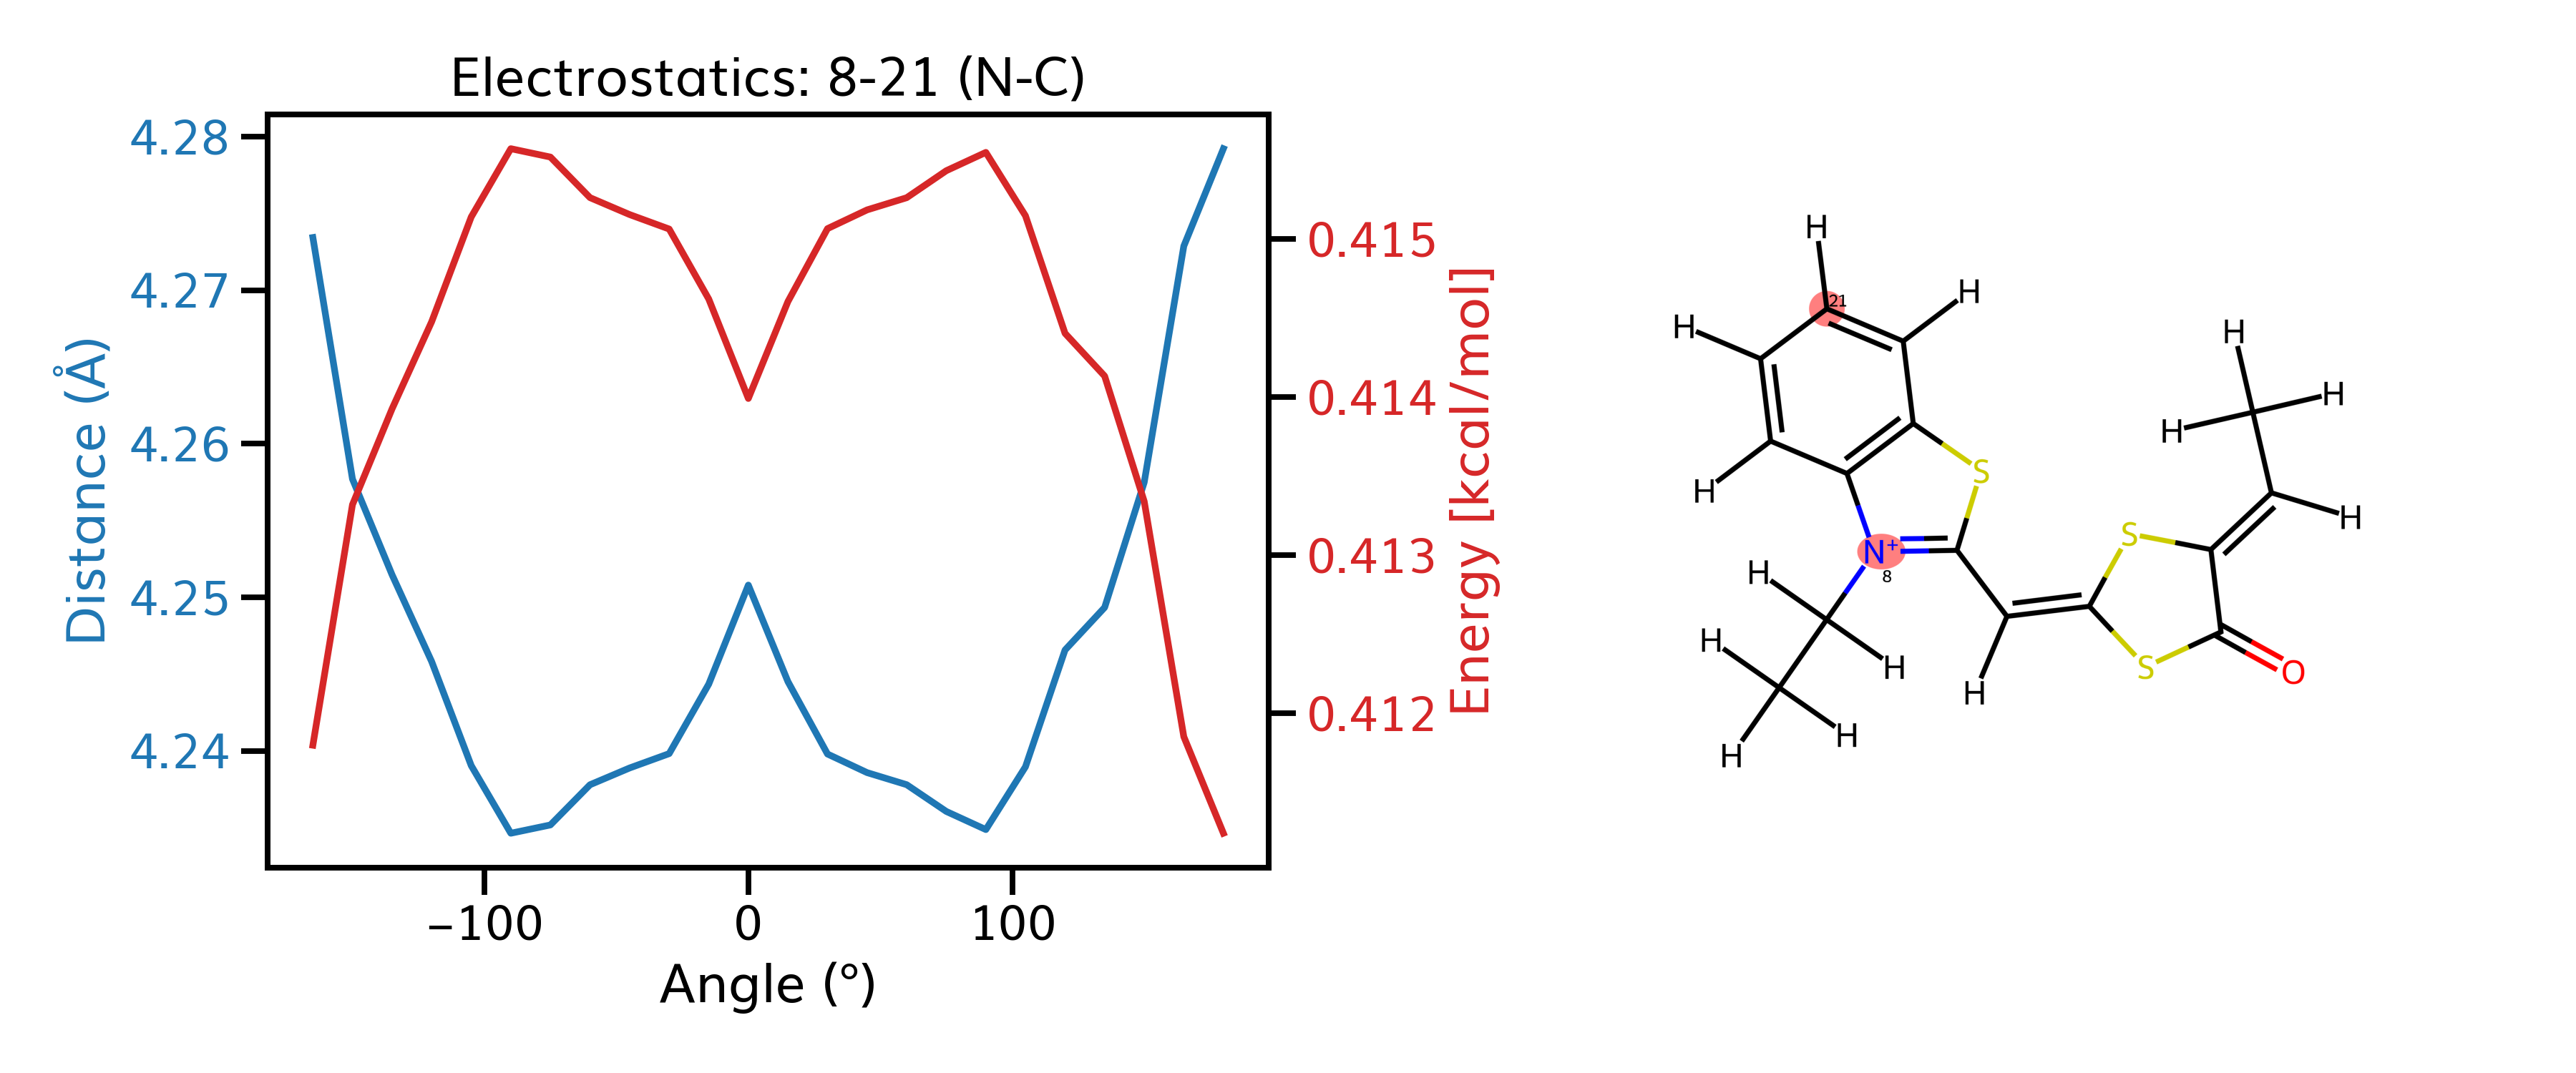 Electrostatics: 8-21 (N-C)
4.28
4.27
4.26
4.25
4.24
Distance (Å)
−100
0
100
Angle (°)
0.415
0.414
0.413
0.412
Energy [kcal/mol]
H
H
21
H
H
H
H
H
S
H
H
S
N+
8
H
H
H
S
O
H
H
H